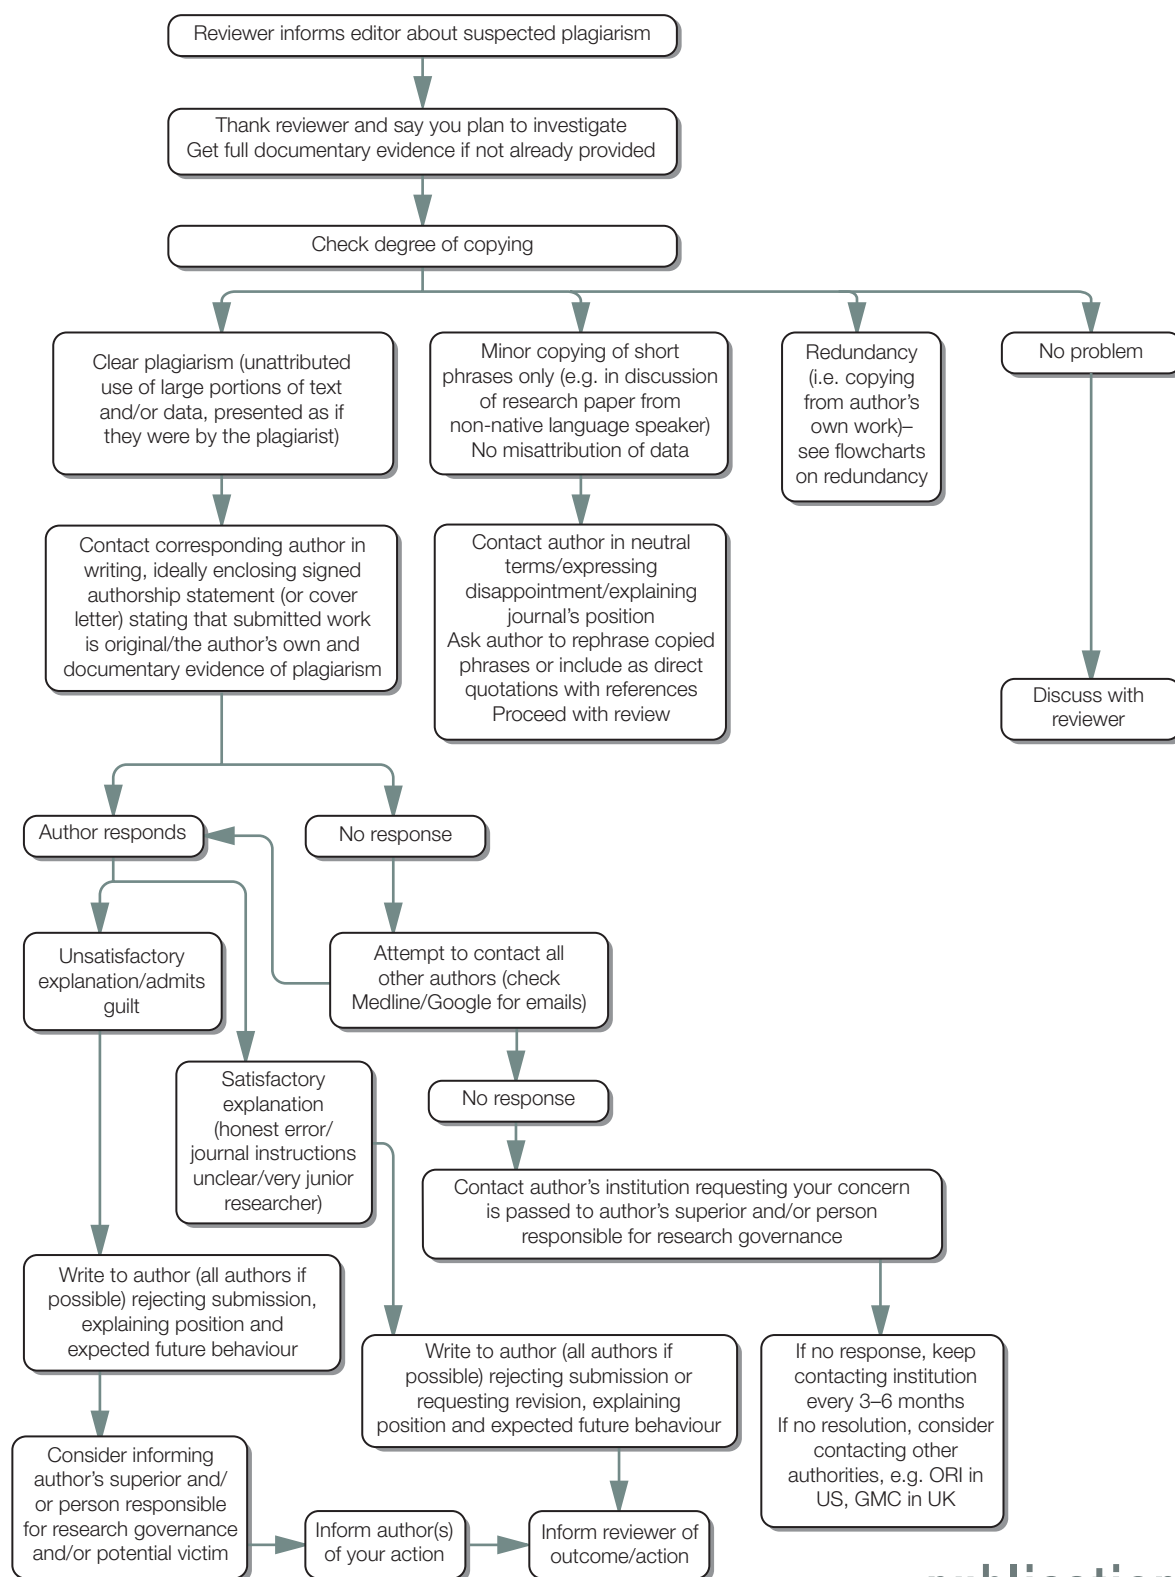 Reviewer informs editor about suspected plagiarism
Thank reviewer and say you plan to investigate
Get full documentary evidence if not already provided
Check degree of copying
Clear plagiarism (unattributed
use of large portions of text
and/or data, presented as if
they were by the plagiarist)
Minor copying of short
phrases only (e.g. in discussion
of research paper from
non-native language speaker)
No misattribution of data
Redundancy
(i.e. copying
from author's
own work)–
see flowcharts
on redundancy
No problem
Contact corresponding author in
writing, ideally enclosing signed
authorship statement (or cover
letter) stating that submitted work
is original/the author's own and
documentary evidence of plagiarism
Contact author in neutral
terms/expressing
disappointment/explaining
journal's position
Ask author to rephrase copied
phrases or include as direct
quotations with references
Proceed with review
Discuss with
reviewer
Author responds
No response
Unsatisfactory
explanation/admits
guilt
Attempt to contact all
other authors (check
Medline/Google for emails)
Satisfactory
explanation
(honest error/
journal instructions
unclear/very junior
researcher)
No response
Contact author's institution requesting your concern
is passed to author's superior and/or person
responsible for research governance
Write to author (all authors if
possible) rejecting submission,
explaining position and
expected future behaviour
Write to author (all authors if
possible) rejecting submission or
requesting revision, explaining
position and expected future behaviour
If no response, keep
contacting institution
every 3–6 months
If no resolution, consider
contacting other
authorities, e.g. ORI in
US, GMC in UK
Consider informing
author's superior and/
or person responsible
for research governance
and/or potential victim
Inform author(s)
of your action
Inform reviewer of
outcome/action